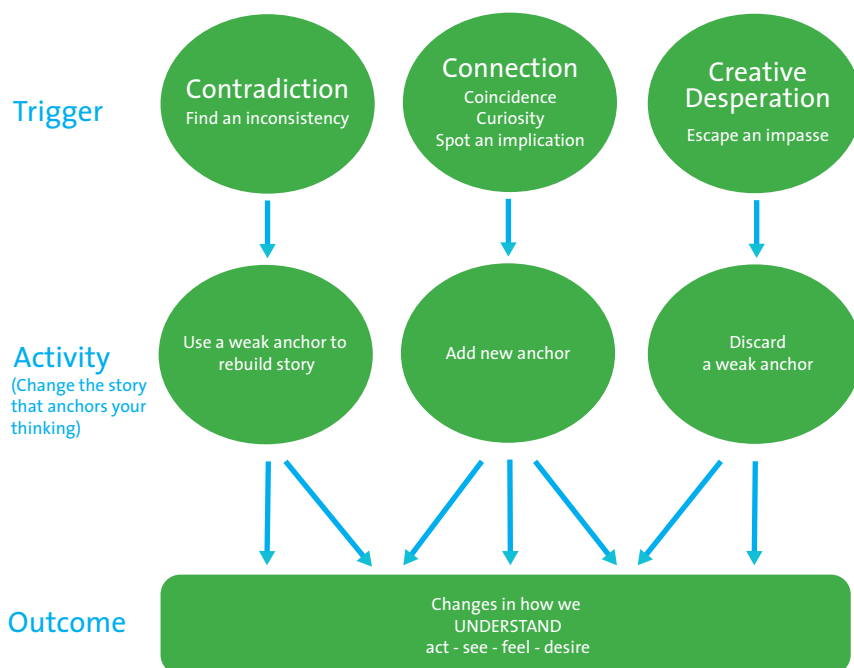 Trigger
Contradiction
Find an inconsistency
Connection
Coincidence
Curiosity
Spot an implication
Creative
Desperation
Escape an impasse
Activity
(Change the story
that anchors your
thinking)
Use a weak anchor to
rebuild story
Add new anchor
Discard
a weak anchor
Outcome
Changes in how we
UNDERSTAND
act - see - feel - desire